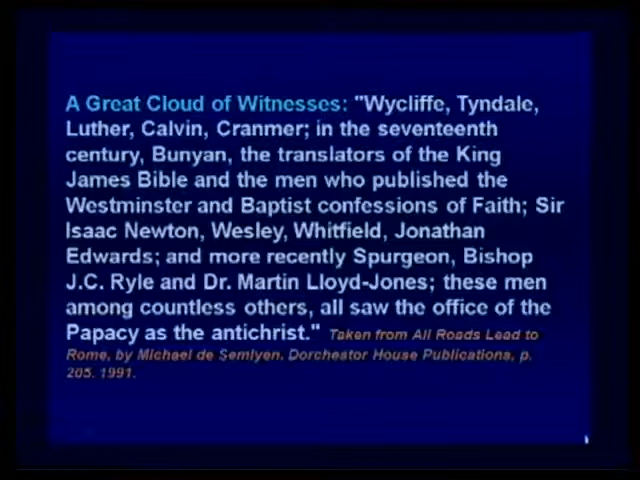 A Great Cloud of Witnesses: "Wycliffe, Tyndale,
Luther, Calvin, Cranmer; in the seventeenth
century, Bunyan, the translators of the King
James Bible and the men who published the
Westminster and Baptist confessions of Faith; Sir
Isaac Newton, Wesley, Whitfield, Jonathan
Edwards; and more recently Spurgeon, Bishop
J.C. Ryle and Dr. Martin Lloyd-Jones; these men
among countless others, all saw the office of the
Papacy as the antichrist." Taken from All Roads Lead to
Rome, by Michael de Semlyen. Dorchestor House Publications, p.
205. 1991.